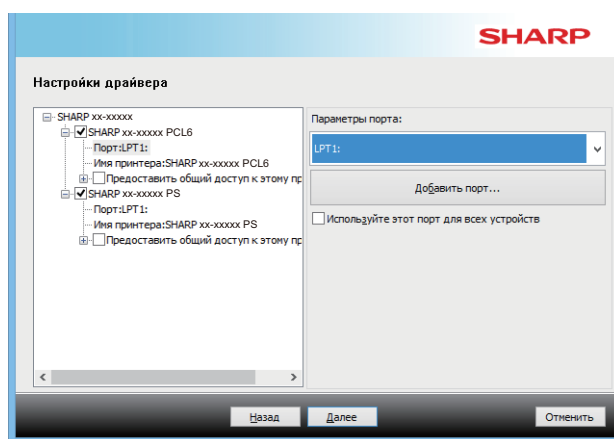 SHARP
Настройки драйвера
SHARP xx-xxxxx
SHARP xx-xxxxx PCL6
Порт:LPT1:
Имя принтера:SHARP xx-xxxxx PCL6
Предоставить общий доступ к этому пр
SHARP xx-xxxxx PS
Порт:LPT1:
Имя принтера:SHARP xx-xxxxx PS
Предоставить общий доступ к этому пр
Параметры порта:
LPT1:
Добавить порт...
Используйте этот порт для всех устройств
Назад
Далее
Отменить